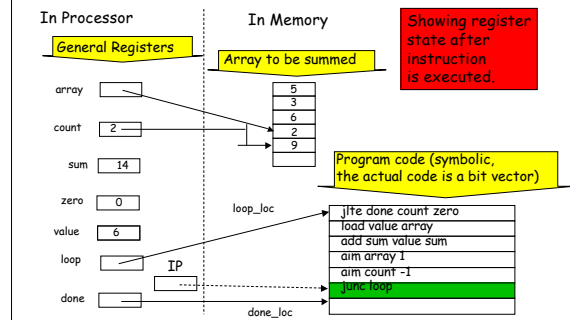 In Processor
In Memory
Showing register
state after
instruction
is executed.
General Registers
Array to be summed
array
5
3
6
2
9
count
2
sum
14
Program code (symbolic,
the actual code is a bit vector)
zero
0
value
6
loop_loc
jlte done count zero
load value array
add sum value sum
aim array 1
aim count -1
junc loop
loop
IP
done
done_loc